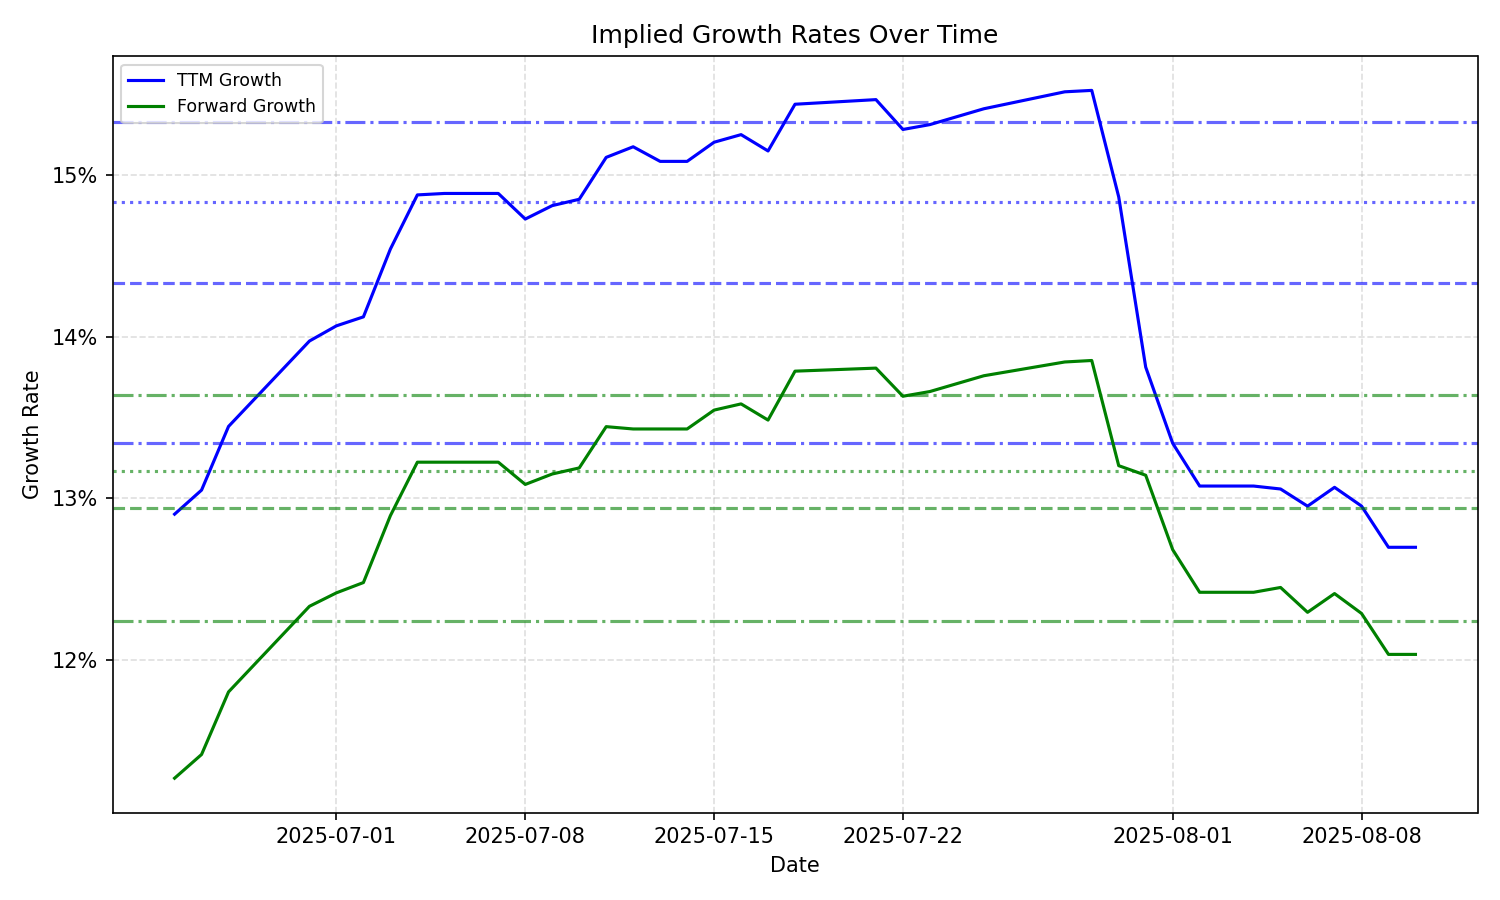 Implied Growth Rates Over Time
TTM Growth
Forward Growth
15%
14%
13%
12%
Growth Rate
2025-07-01
2025-07-08
2025-07-15
2025-07-22
2025-08-01
2025-08-08
Date